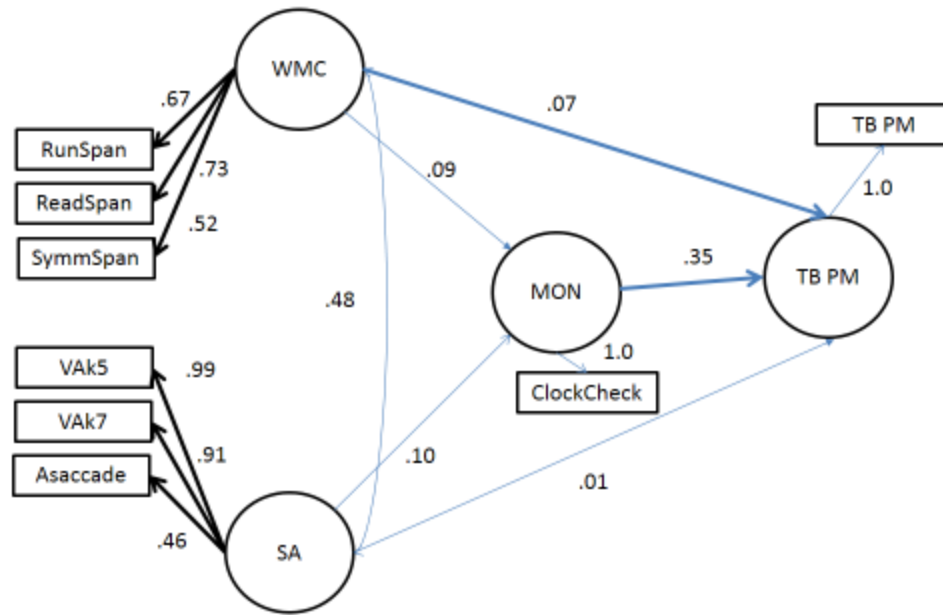 WMC
.67
.07
TB PM
RunSpan
.73
.09
1.0
ReadSpan
.52
SymmSpan
.35
TB PM
MON
.48
VAk5
.99
1.0
ClockCheck
VAk7
.91
.10
Asaccade
.01
.46
SA